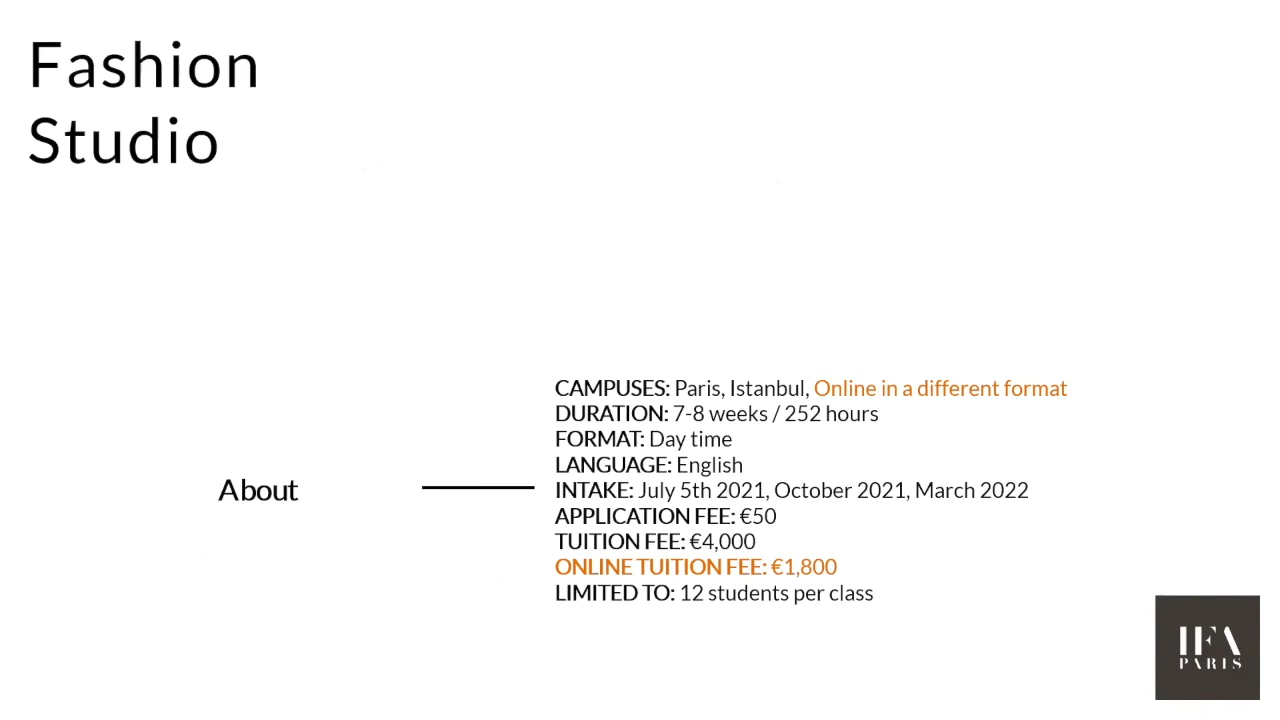 Fashion
Studio
CAMPUSES: Paris, Istanbul, Online in a different format
DURATION: 7-8 weeks / 252 hours
FORMAT: Day time
LANGUAGE: English
About
INTAKE: July 5th 2021, October 2021, March 2022
APPLICATION FEE: €50
TUITION FEE: €4,000
ONLINE TUITION FEE: €1,800
LIMITED TO: 12 students per class
IFA
PARIS